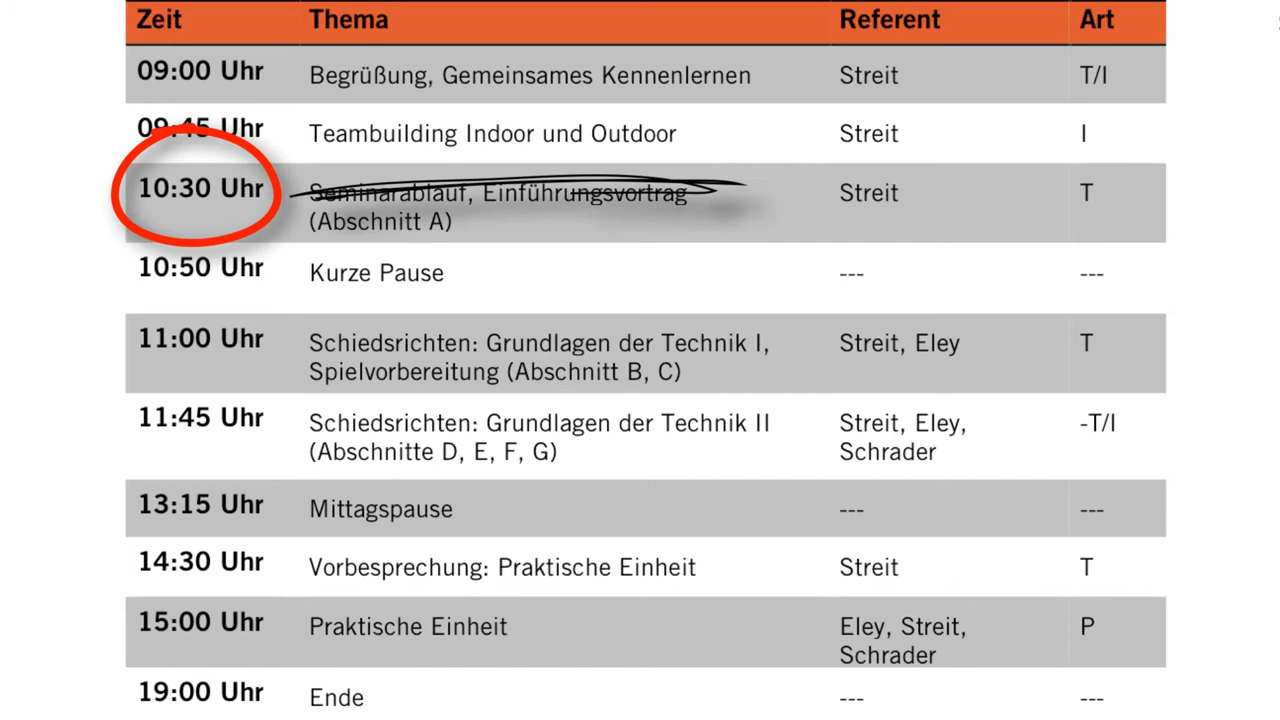 Zeit Thema Referent Art
09:00 Uhr Begrüßung, Gemeinsames Kennenlernen Streit T/I
09:45 Uhr Teambuilding Indoor und Outdoor Streit I
10:30 Uhr Seminarablauf, Einführungsvortrag Streit T
(Abschnitt A)
10:50 Uhr Kurze Pause --- ---
11:00 Uhr Schiedsrichten: Grundlagen der Technik I, Streit, Eley T
Spielvorbereitung (Abschnitt B, C)
11:45 Uhr Schiedsrichten: Grundlagen der Technik II Streit, Eley, -T/I
(Abschnitte D, E, F, G) Schrader
13:15 Uhr Mittagspause --- ---
14:30 Uhr Vorbesprechung: Praktische Einheit Streit T
15:00 Uhr Praktische Einheit Eley, Streit, P
Schrader
19:00 Uhr Ende --- ---